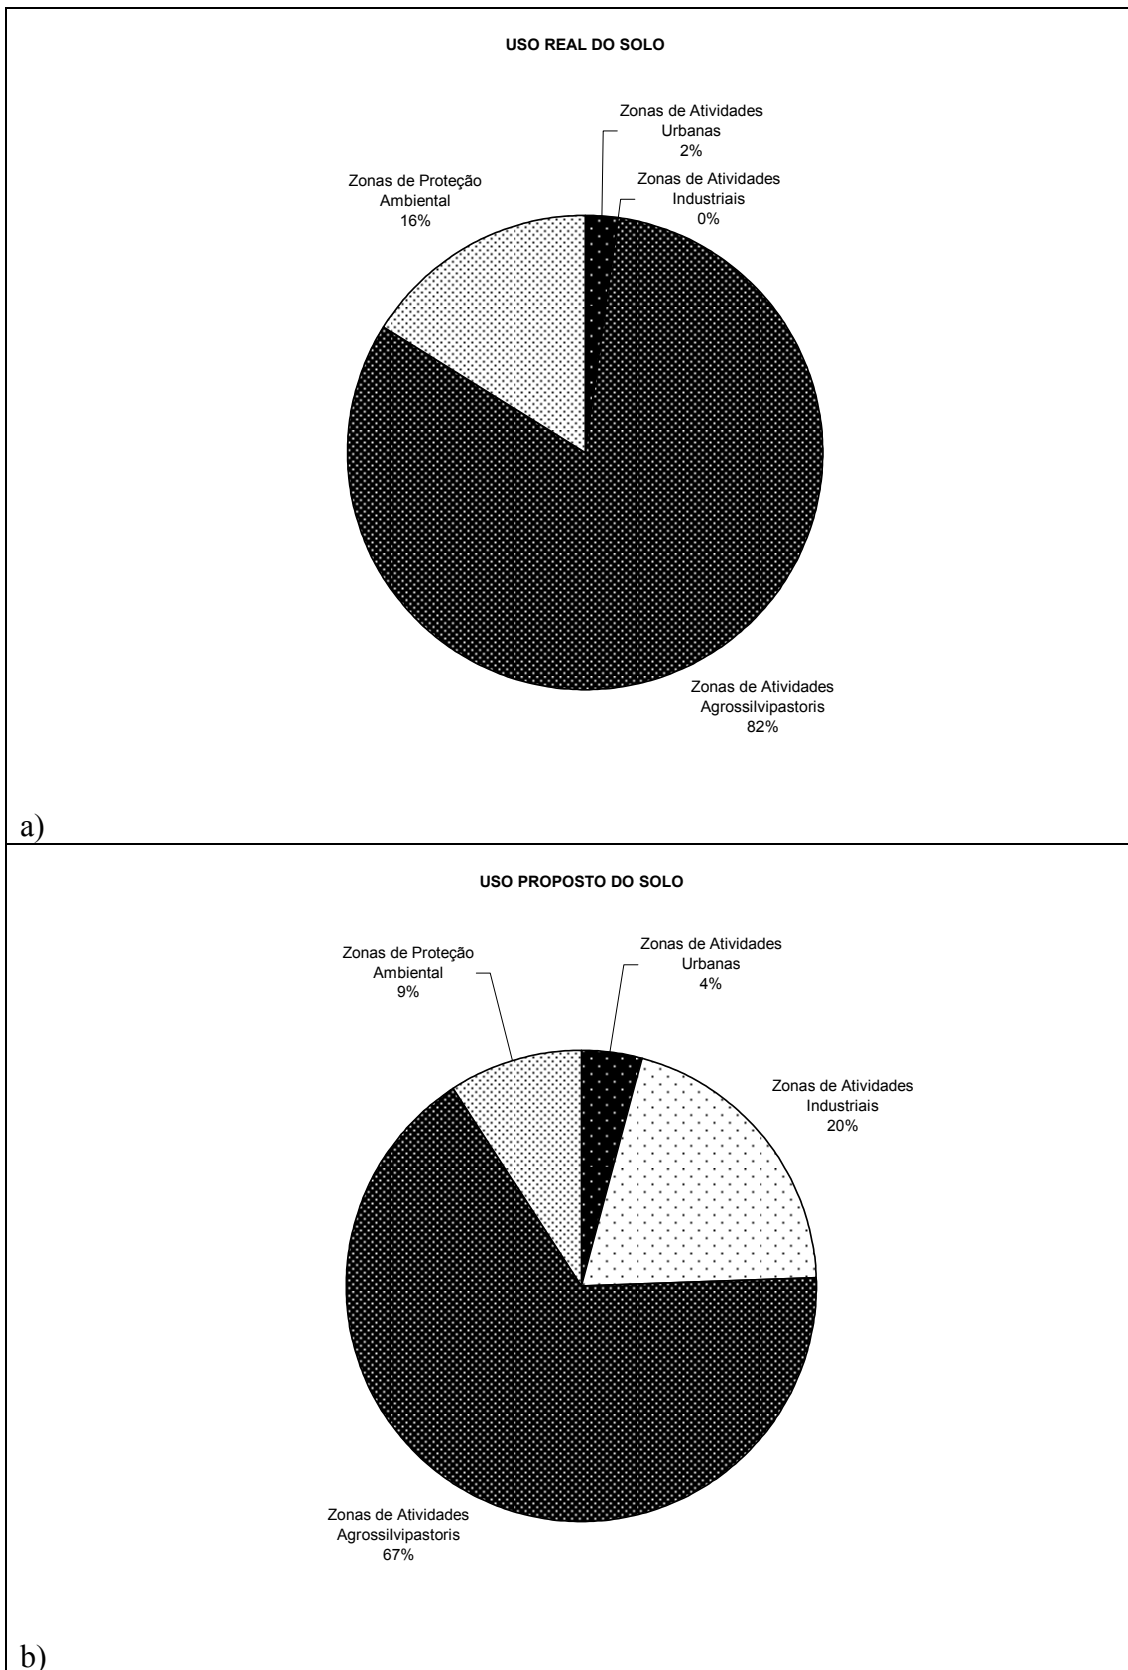 USO REAL DO SOLO
Zonas de Atividades
Urbanas
2%
Zonas de Atividades
Industriais
0%
Zonas de Proteção
Ambiental
16%
Zonas de Atividades
Agrossilvipastoris
82%
a)
USO PROPOSTO DO SOLO
Zonas de Atividades
Urbanas
4%
Zonas de Proteção
Ambiental
9%
Zonas de Atividades
Industriais
20%
Zonas de Atividades
Agrossilvipastoris
67%
b)